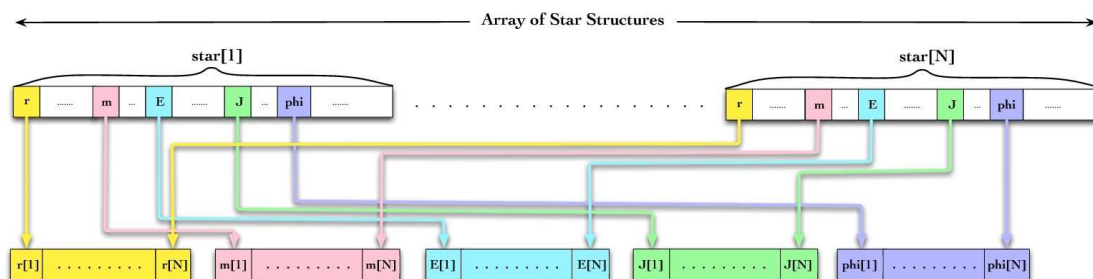 Array of Star Structures
star[1] star[N]
r ....... m ... E ....... J ... phi ....... . . . . . . . . . . . . . . r ....... m ... E ....... J ... phi .......
r[1] . . . . . . . . . r[N] m[1] . . . . . . . . . m[N] E[1] . . . . . . . . . E[N] J[1] . . . . . . . . . J[N] phi[1] . . . . . . . . . phi[N]